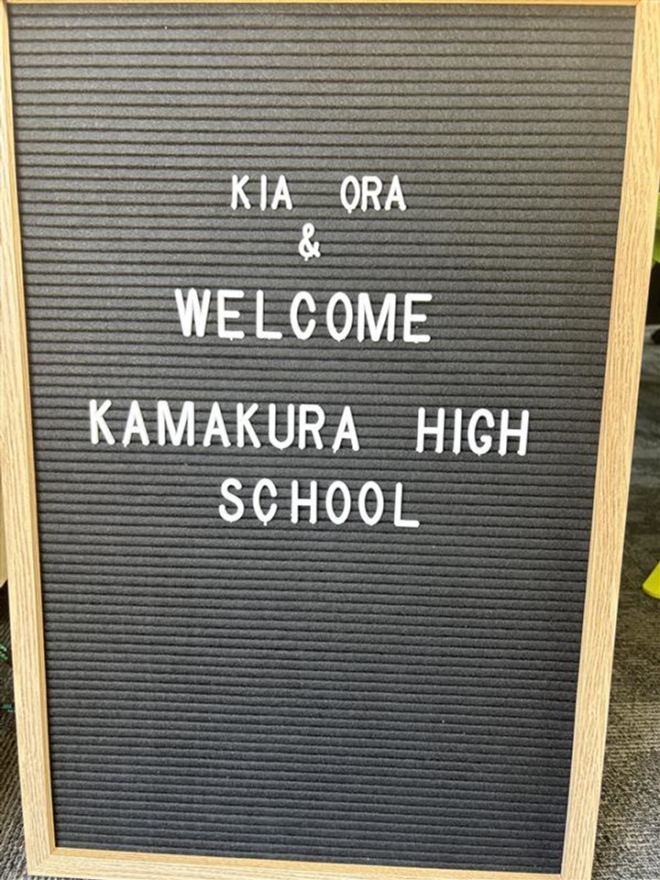 KIA ORA
&
WELCOME
KAMAKURA HIGH
SCHOOL